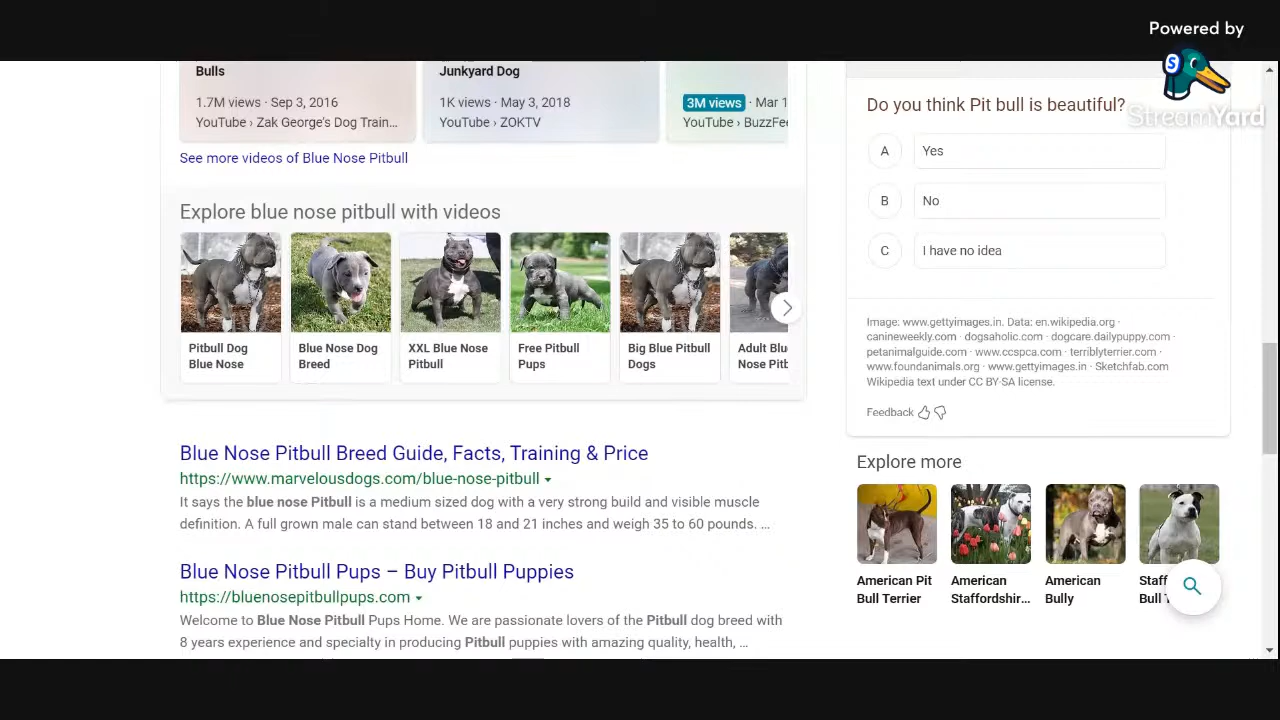 Powered by
StreamYard
Bulls
1.7M views · Sep 3, 2016
YouTube › Zak George's Dog Train...
Junkyard Dog
1K views · May 3, 2018
YouTube › ZOKTV
3M views · Mar 1
YouTube › BuzzFee
See more videos of Blue Nose Pitbull
Explore blue nose pitbull with videos
Pitbull Dog
Blue Nose
Blue Nose Dog
Breed
XXL Blue Nose
Pitbull
Free Pitbull
Pups
Big Blue Pitbull
Dogs
Adult Blu
Nose Pitb
Blue Nose Pitbull Breed Guide, Facts, Training & Price
https://www.marvelousdogs.com/blue-nose-pitbull
It says the blue nose Pitbull is a medium sized dog with a very strong build and visible muscle
definition. A full grown male can stand between 18 and 21 inches and weigh 35 to 60 pounds. ...
Blue Nose Pitbull Pups – Buy Pitbull Puppies
https://bluenosepitbullpups.com
Welcome to Blue Nose Pitbull Pups Home. We are passionate lovers of the Pitbull dog breed with
8 years experience and specialty in producing Pitbull puppies with amazing quality, health, ...
Do you think Pit bull is beautiful?
A Yes
B No
C I have no idea
Image: www.gettyimages.in. Data: en.wikipedia.org ·
canineweekly.com · dogsaholic.com · dogcare.dailypuppy.com ·
petanimalguide.com · www.ccspca.com · terriblyterrier.com ·
www.foundanimals.org · www.gettyimages.in · Sketchfab.com
Wikipedia text under CC BY-SA license.
Feedback
Explore more
American Pit
Bull Terrier
American
Staffordshir...
American
Bully
Staff
Bull T